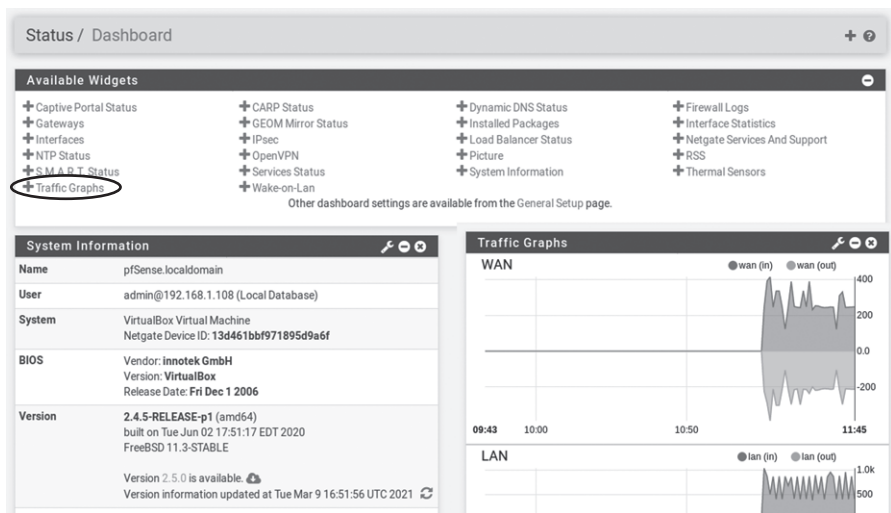 Status / Dashboard
Available Widgets
Captive Portal Status
CARP Status
Dynamic DNS Status
Firewall Logs
Gateways
GEOM Mirror Status
Installed Packages
Interface Statistics
Interfaces
IPsec
Load Balancer Status
Netgate Services And Support
NTP Status
OpenVPN
Picture
RSS
S.M.A.R.T. Status
Services Status
System Information
Thermal Sensors
Traffic Graphs
Wake-on-Lan
Other dashboard settings are available from the General Setup page.
System Information
Name pfSense.localdomain
User admin@192.168.1.108 (Local Database)
System VirtualBox Virtual Machine
Netgate Device ID: 13d461bbf971895d9a6f
BIOS Vendor: innotek GmbH
Version: VirtualBox
Release Date: Fri Dec 1 2006
Version 2.4.5-RELEASE-p1 (amd64)
built on Tue Jun 02 17:51:17 EDT 2020
FreeBSD 11.3-STABLE
Version 2.5.0 is available.
Version information updated at Tue Mar 9 16:51:56 UTC 2021
Traffic Graphs
WAN
wan (in) wan (out)
400
200
0.0
-200
09:43 10:00 10:50 11:45
LAN
lan (in) lan (out)
1.0k
500